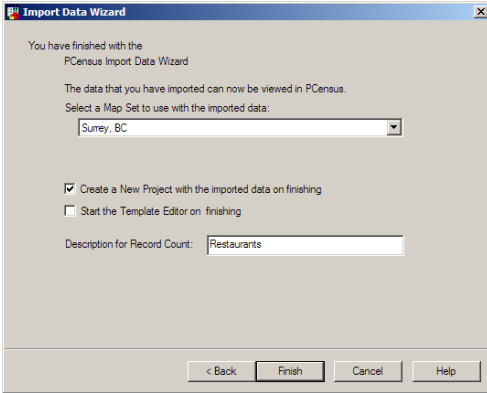 Import Data Wizard
You have finished with the
PCensus Import Data Wizard
The data that you have imported can now be viewed in PCensus.
Select a Map Set to use with the imported data:
Surrey, BC
Create a New Project with the imported data on finishing
Start the Template Editor on finishing
Description for Record Count: Restaurants
< Back Finish Cancel Help